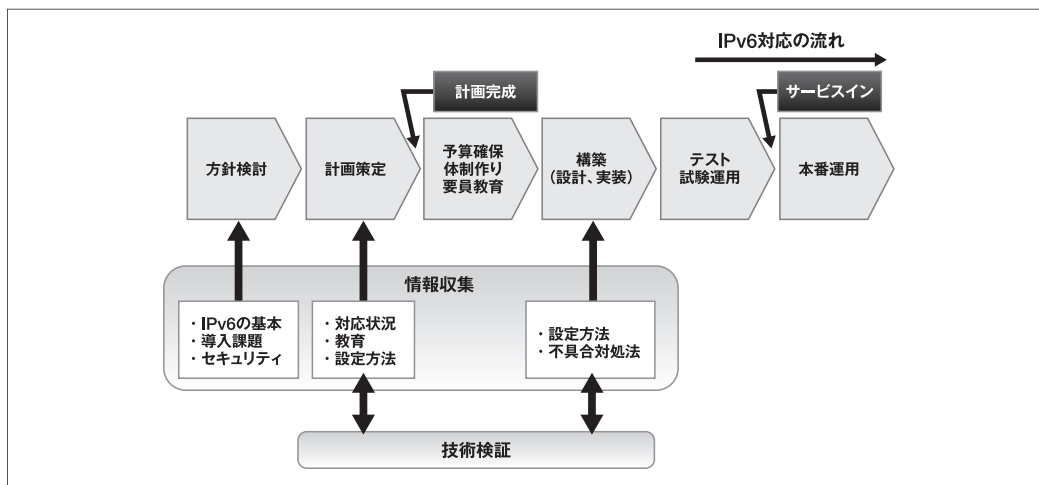 IPv6対応の流れ
計画完成
サービスイン
方針検討
計画策定
予算確保
体制作り
要員教育
構築
（設計、実装）
テスト
試験運用
本番運用
情報収集
・IPv6の基本
・導入課題
・セキュリティ
・対応状況
・教育
・設定方法
・設定方法
・不具合対処法
技術検証